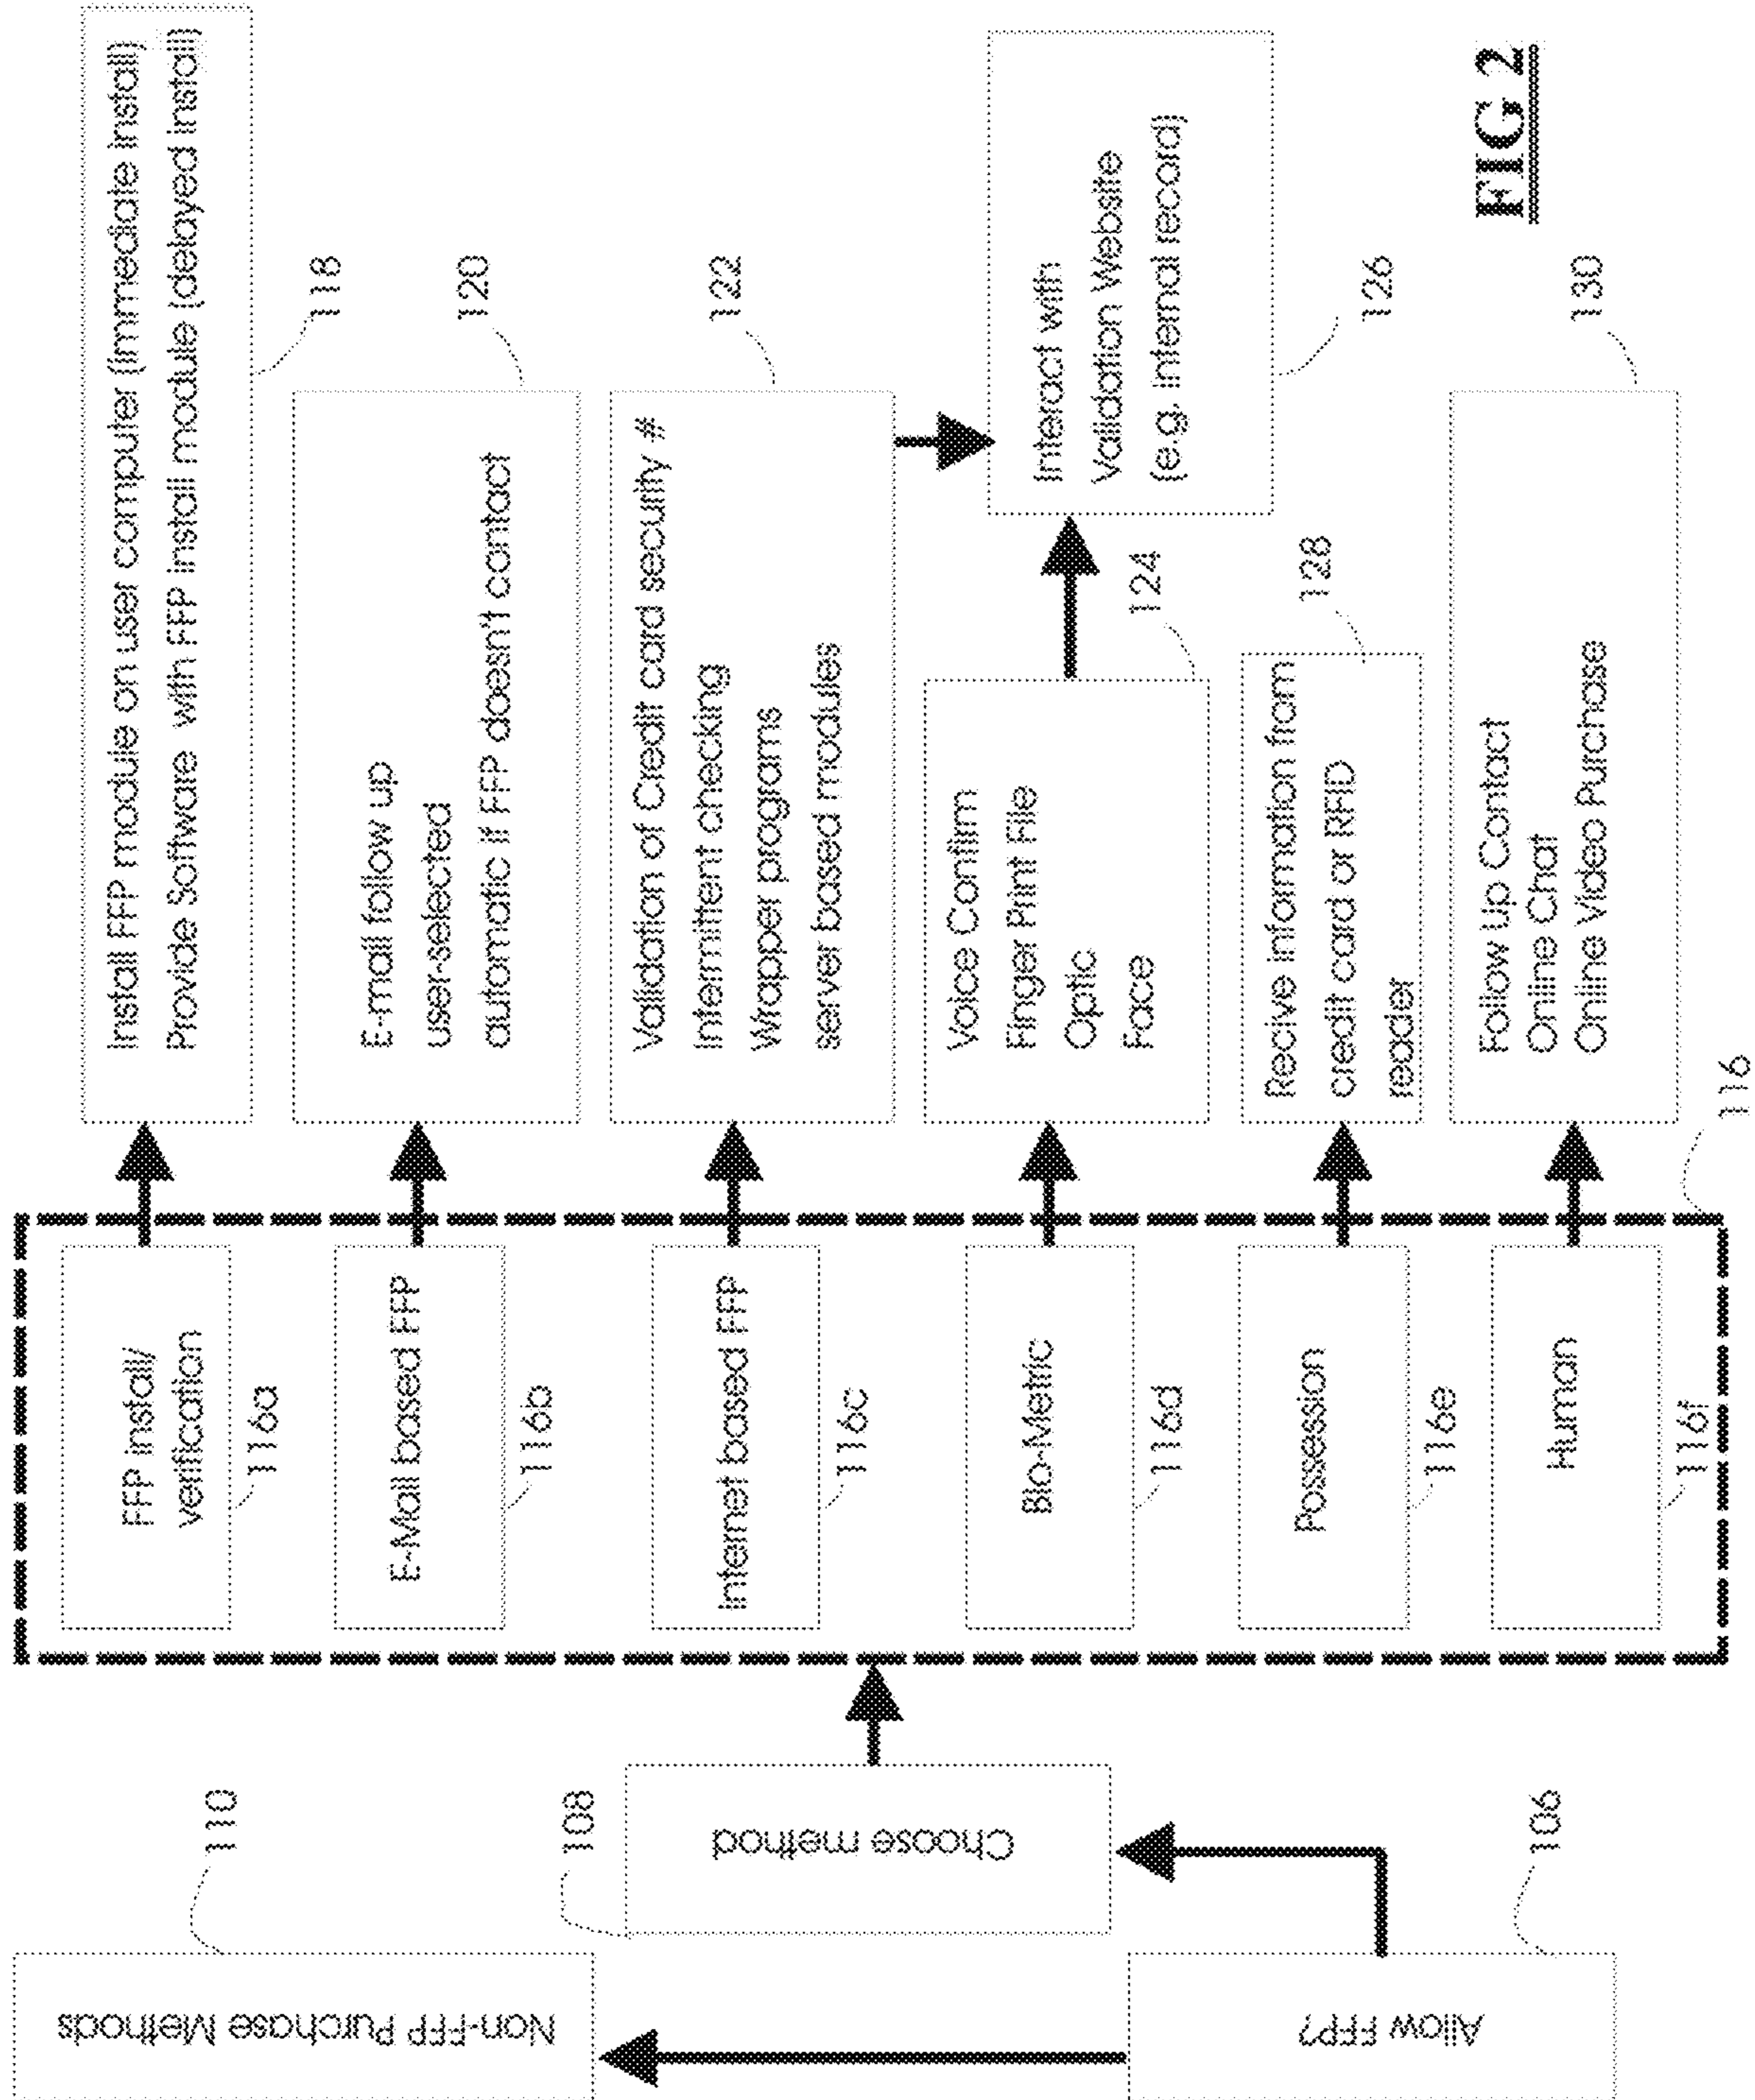 Allow FFP?
106
Non-FFP Purchase Methods
110
Choose method
108
FFP install/
verification
116a
E-Mail based FFP
116b
Internet based FFP
116c
Bio-Metric
116d
Possession
116e
Human
116f
116
Install FFP module on user computer (immediate install)
Provide Software with FFP install module (delayed install)
118
E-mail follow up
user-selected
automatic if FFP doesn't contact
120
Validation of Credit card security #
Intermittent checking
Wrapper programs
server based modules
122
Voice Confirm
Finger Print File
Optic
Face
124
Interact with
Validation Website
(e.g. internal record)
126
Recive information from
credit card or RFID
reader
128
Follow Up Contact
Online Chat
Online Video Purchase
130
FIG 2